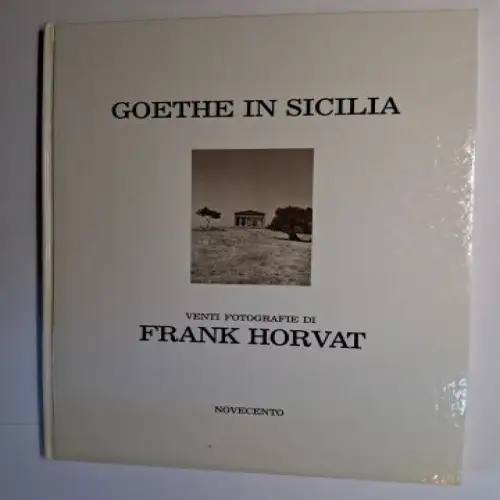 GOETHE IN SICILIA
VENTI FOTOGRAFIE DI
FRANK HORVAT
NOVECENTO